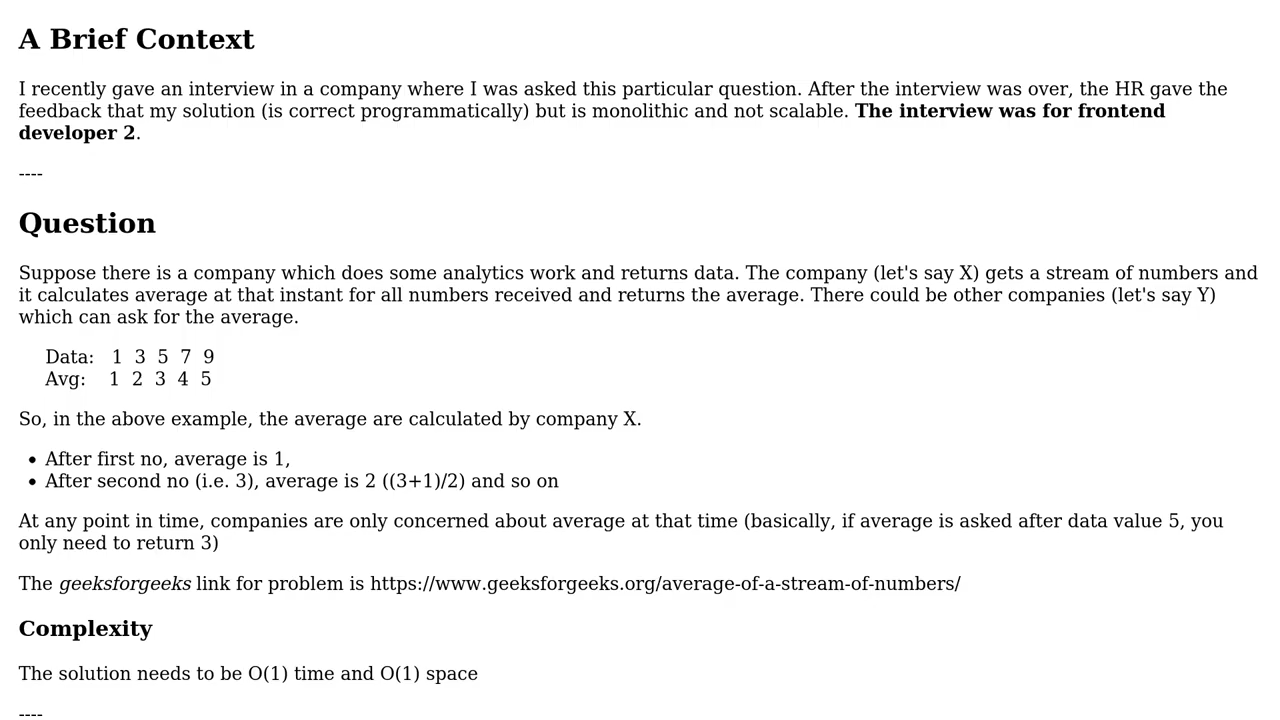 A Brief Context
I recently gave an interview in a company where I was asked this particular question. After the interview was over, the HR gave the
feedback that my solution (is correct programmatically) but is monolithic and not scalable. The interview was for frontend
developer 2.
----
Question
Suppose there is a company which does some analytics work and returns data. The company (let's say X) gets a stream of numbers and
it calculates average at that instant for all numbers received and returns the average. There could be other companies (let's say Y)
which can ask for the average.
Data: 1 3 5 7 9
Avg: 1 2 3 4 5
So, in the above example, the average are calculated by company X.
• After first no, average is 1,
• After second no (i.e. 3), average is 2 ((3+1)/2) and so on
At any point in time, companies are only concerned about average at that time (basically, if average is asked after data value 5, you
only need to return 3)
The geeksforgeeks link for problem is https://www.geeksforgeeks.org/average-of-a-stream-of-numbers/
Complexity
The solution needs to be O(1) time and O(1) space
----